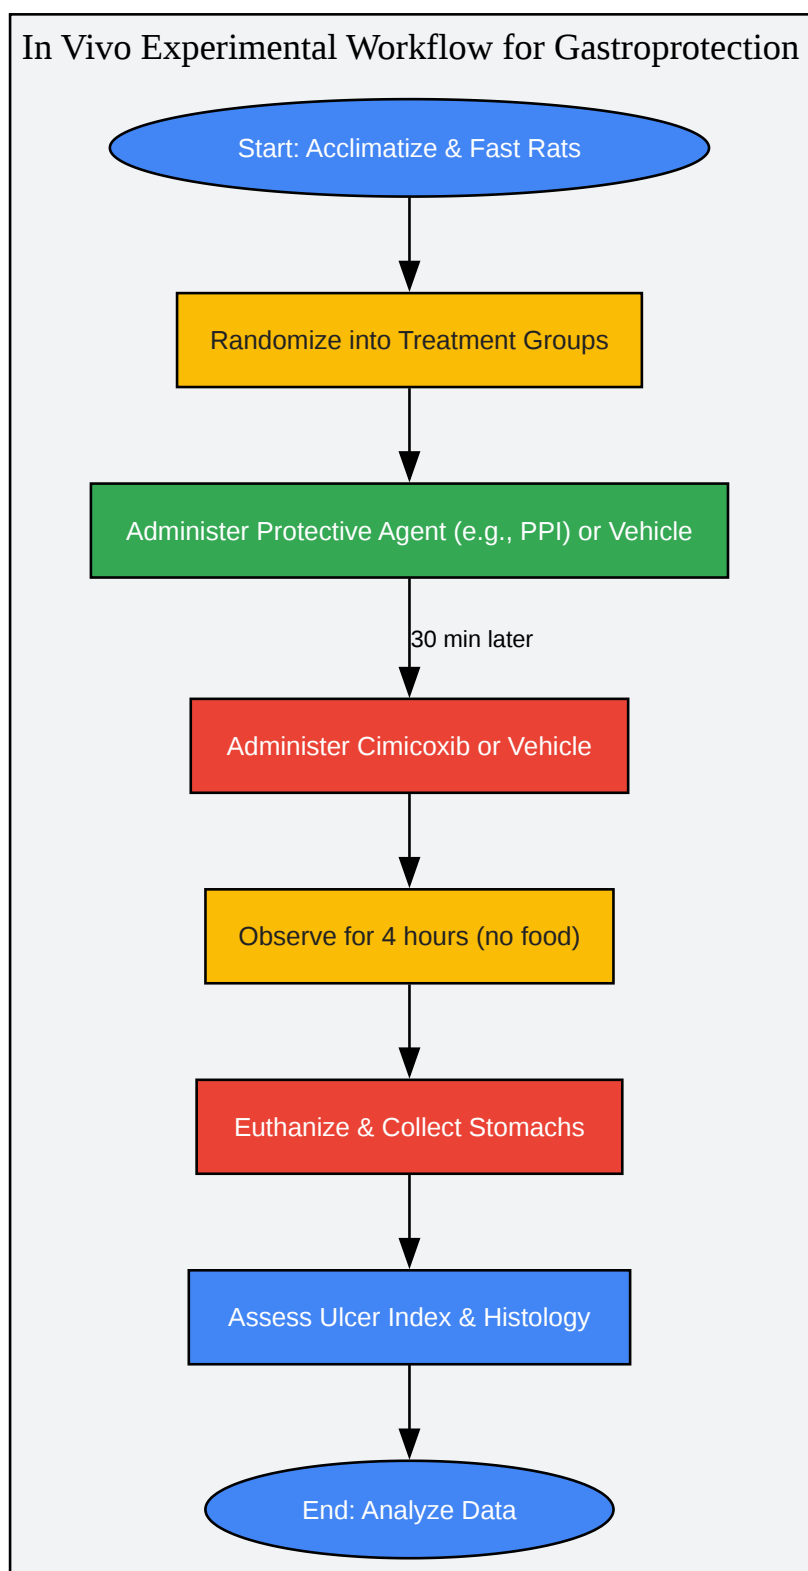 In Vivo Experimental Workflow for Gastroprotection
Start: Acclimatize & Fast Rats
Randomize into Treatment Groups
Administer Protective Agent (e.g., PPI) or Vehicle
30 min later
Administer Cimicoxib or Vehicle
Observe for 4 hours (no food)
Euthanize & Collect Stomachs
Assess Ulcer Index & Histology
End: Analyze Data